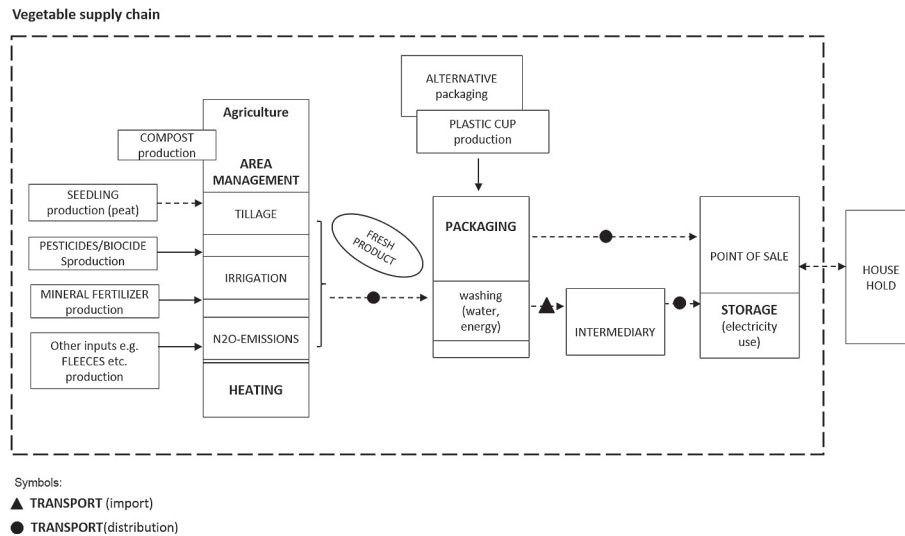 Vegetable supply chain
ALTERNATIVE
packaging
PLASTIC CUP
production
Agriculture
COMPOST
production
AREA
MANAGEMENT
SEEDLING
production (peat)
TILLAGE
PESTICIDES/BIOCIDE
Sproduction
IRRIGATION
MINERAL FERTILIZER
production
N2O-EMISSIONS
Other inputs e.g.
FLEECES etc.
production
HEATING
FRESH
PRODUCT
PACKAGING
washing
(water,
energy)
INTERMEDIARY
POINT OF SALE
STORAGE
(electricity
use)
HOUSE
HOLD
Symbols:
TRANSPORT (import)
TRANSPORT(distribution)